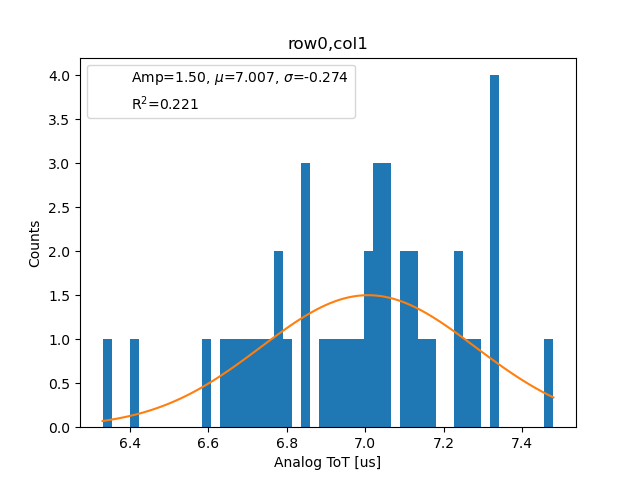 row0,col1
Amp=1.50, μ=7.007, σ=-0.274
R²=0.221
4.0
3.5
3.0
2.5
2.0
1.5
1.0
0.5
0.0
Counts
6.4 6.6 6.8 7.0 7.2 7.4
Analog ToT [us]